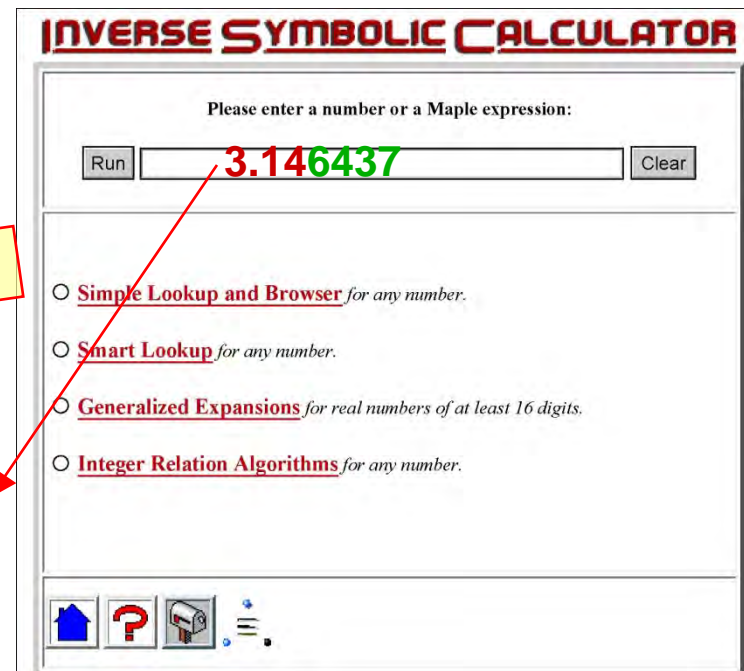 INVERSE SYMBOLIC CALCULATOR
Please enter a number or a Maple expression:
Run 3.146437 Clear
Simple Lookup and Browser for any number.
Smart Lookup for any number.
Generalized Expansions for real numbers of at least 16 digits.
Integer Relation Algorithms for any number.
?